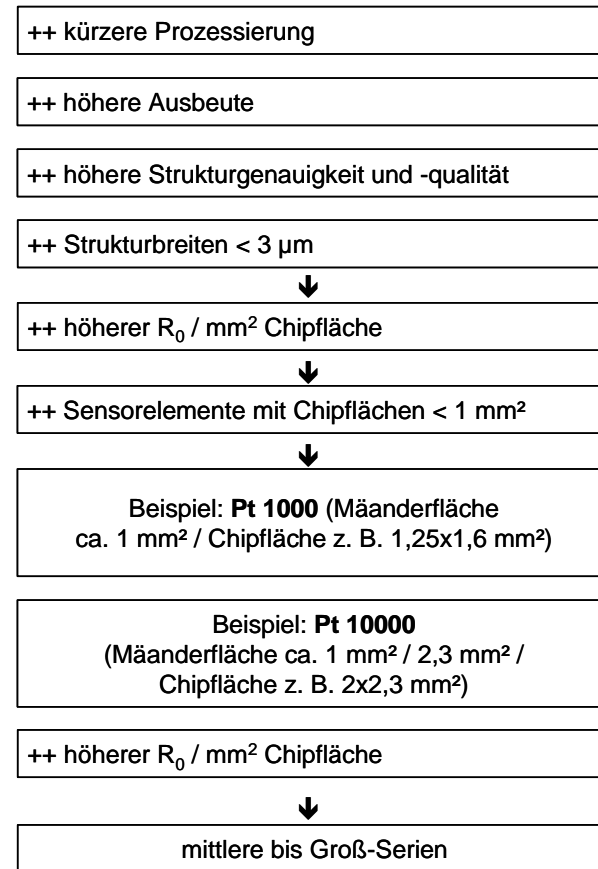 ++ kürzere Prozessierung
++ höhere Ausbeute
++ höhere Strukturgenauigkeit und -qualität
++ Strukturbreiten < 3 µm
🡻
++ höherer R₀ / mm² Chipfläche
🡻
++ Sensorelemente mit Chipflächen < 1 mm²
🡻
Beispiel: Pt 1000 (Mäanderfläche
ca. 1 mm² / Chipfläche z. B. 1,25x1,6 mm²)
Beispiel: Pt 10000
(Mäanderfläche ca. 1 mm² / 2,3 mm² /
Chipfläche z. B. 2x2,3 mm²)
++ höherer R₀ / mm² Chipfläche
🡻
mittlere bis Groß-Serien